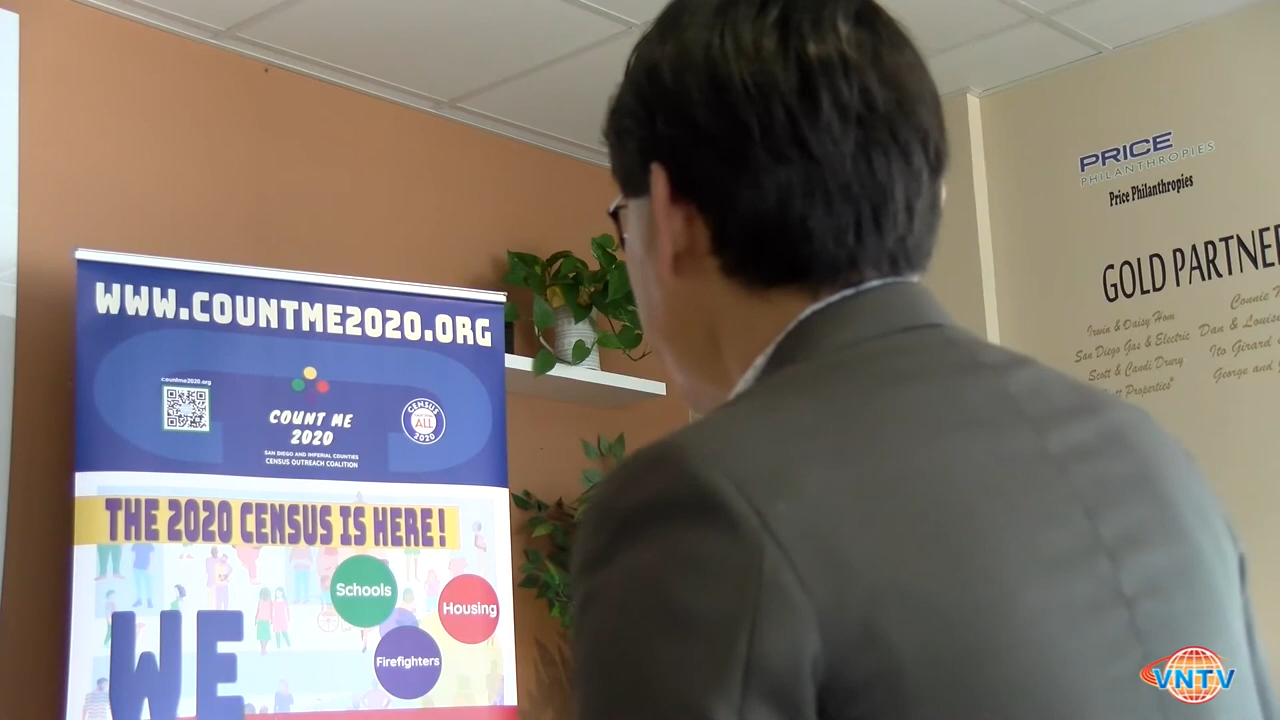 WWW.COUNTME2020.ORG
countme2020.org
COUNT ME
2020
SAN DIEGO AND IMPERIAL COUNTIES
CENSUS OUTREACH COALITION
CENSUS
ALL
2020
THE 2020 CENSUS IS HERE!
Schools
Housing
Firefighters
WE
PRICE
PHILANTHROPIES
Price Philanthropies
GOLD PARTNER
Irwin & Daisy Hom
San Diego Gas & Electric
Scott & Candi Drury
Properties
Connie
Dan & Louis
Ito Girard
George and
VNTV